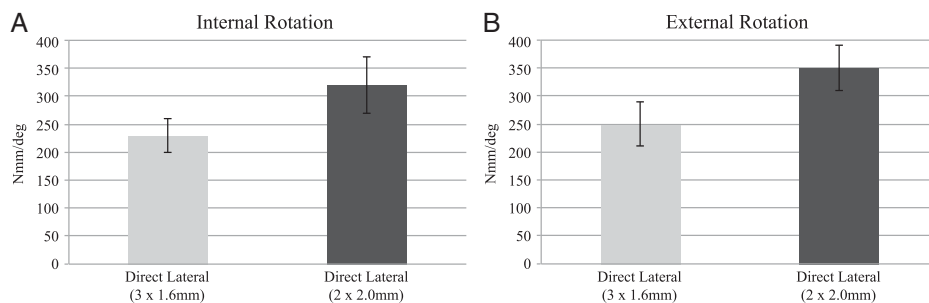 A
Internal Rotation
Nmm/deg
400
350
300
250
200
150
100
50
0
Direct Lateral
(3 x 1.6mm)
Direct Lateral
(2 x 2.0mm)
B
External Rotation
Nmm/deg
400
350
300
250
200
150
100
50
0
Direct Lateral
(3 x 1.6mm)
Direct Lateral
(2 x 2.0mm)